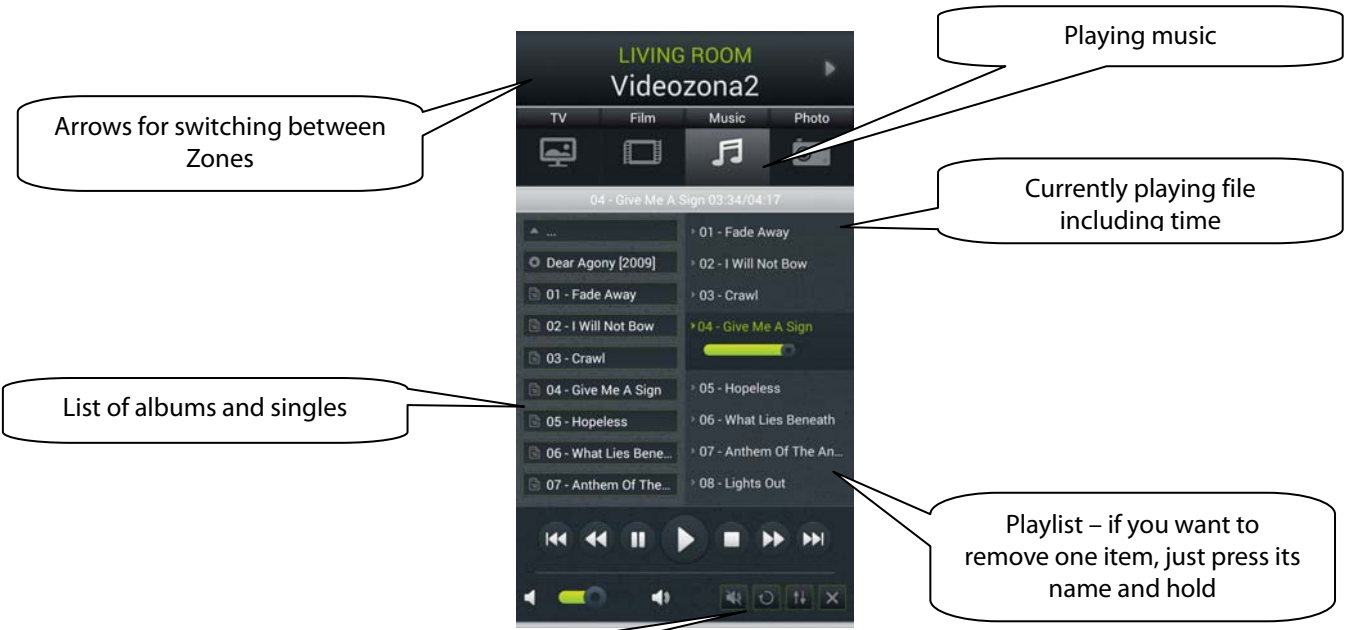 LIVING ROOM
Videozona2
TV Film Music Photo
04 - Give Me A Sign 03:34/04:17
...
Dear Agony [2009]
01 - Fade Away
02 - I Will Not Bow
03 - Crawl
04 - Give Me A Sign
05 - Hopeless
06 - What Lies Bene...
07 - Anthem Of The...
01 - Fade Away
02 - I Will Not Bow
03 - Crawl
04 - Give Me A Sign
05 - Hopeless
06 - What Lies Beneath
07 - Anthem Of The An...
08 - Lights Out
Arrows for switching between
Zones
List of albums and singles
Playing music
Currently playing file
including time
Playlist – if you want to
remove one item, just press its
name and hold